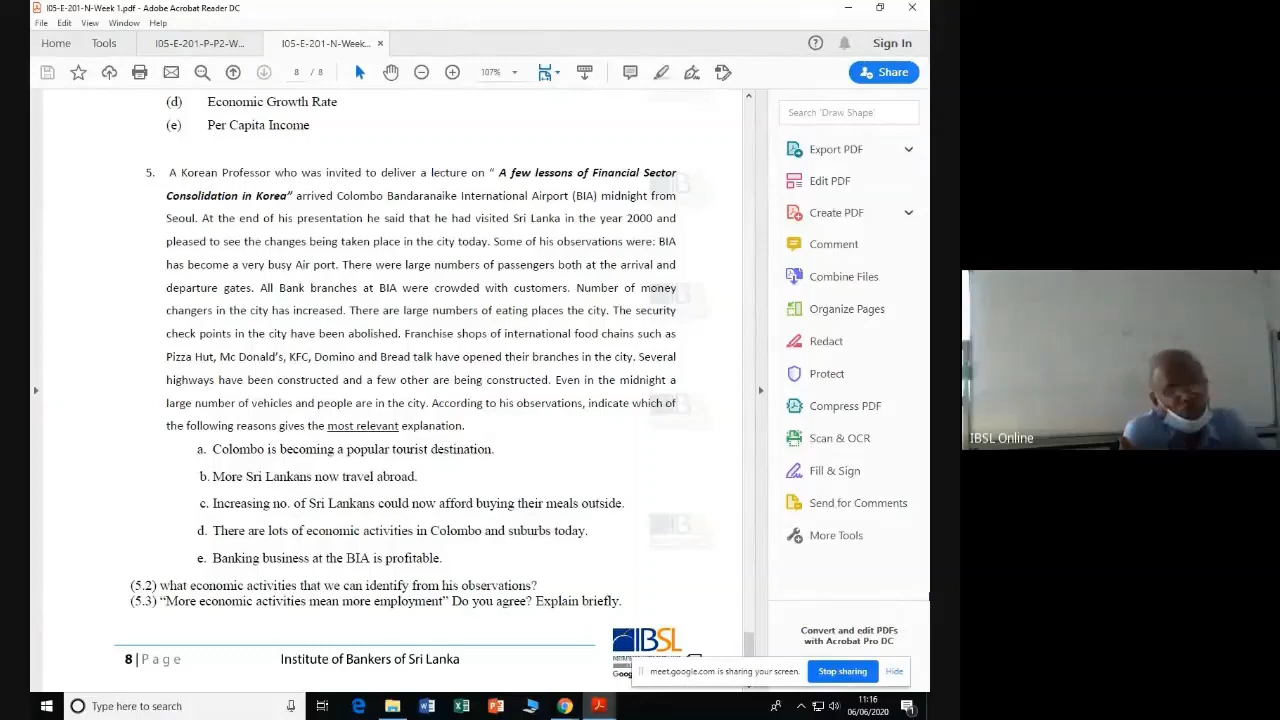 I05-E-201-N-Week 1.pdf - Adobe Acrobat Reader DC
File Edit View Window Help
Home Tools I05-E-201-P-P2-W... I05-E-201-N-Week... Sign In
8 / 8 107% Share
(d) Economic Growth Rate
(e) Per Capita Income
5. A Korean Professor who was invited to deliver a lecture on “ A few lessons of Financial Sector
Consolidation in Korea” arrived Colombo Bandaranaike International Airport (BIA) midnight from
Seoul. At the end of his presentation he said that he had visited Sri Lanka in the year 2000 and
pleased to see the changes being taken place in the city today. Some of his observations were: BIA
has become a very busy Air port. There were large numbers of passengers both at the arrival and
departure gates. All Bank branches at BIA were crowded with customers. Number of money
changers in the city has increased. There are large numbers of eating places the city. The security
check points in the city have been abolished. Franchise shops of international food chains such as
Pizza Hut, Mc Donald’s, KFC, Domino and Bread talk have opened their branches in the city. Several
highways have been constructed and a few other are being constructed. Even in the midnight a
large number of vehicles and people are in the city. According to his observations, indicate which of
the following reasons gives the most relevant explanation.
a. Colombo is becoming a popular tourist destination.
b. More Sri Lankans now travel abroad.
c. Increasing no. of Sri Lankans could now afford buying their meals outside.
d. There are lots of economic activities in Colombo and suburbs today.
e. Banking business at the BIA is profitable.
(5.2) what economic activities that we can identify from his observations?
(5.3) “More economic activities mean more employment” Do you agree? Explain briefly.
8 | P a g e Institute of Bankers of Sri Lanka
IBSL
Search 'Draw Shape'
Export PDF
Edit PDF
Create PDF
Comment
Combine Files
Organize Pages
Redact
Protect
Compress PDF
Scan & OCR
Fill & Sign
Send for Comments
More Tools
Convert and edit PDFs
with Acrobat Pro DC
meet.google.com is sharing your screen. Stop sharing Hide
Type here to search
11:16
06/06/2020
IBSL Online